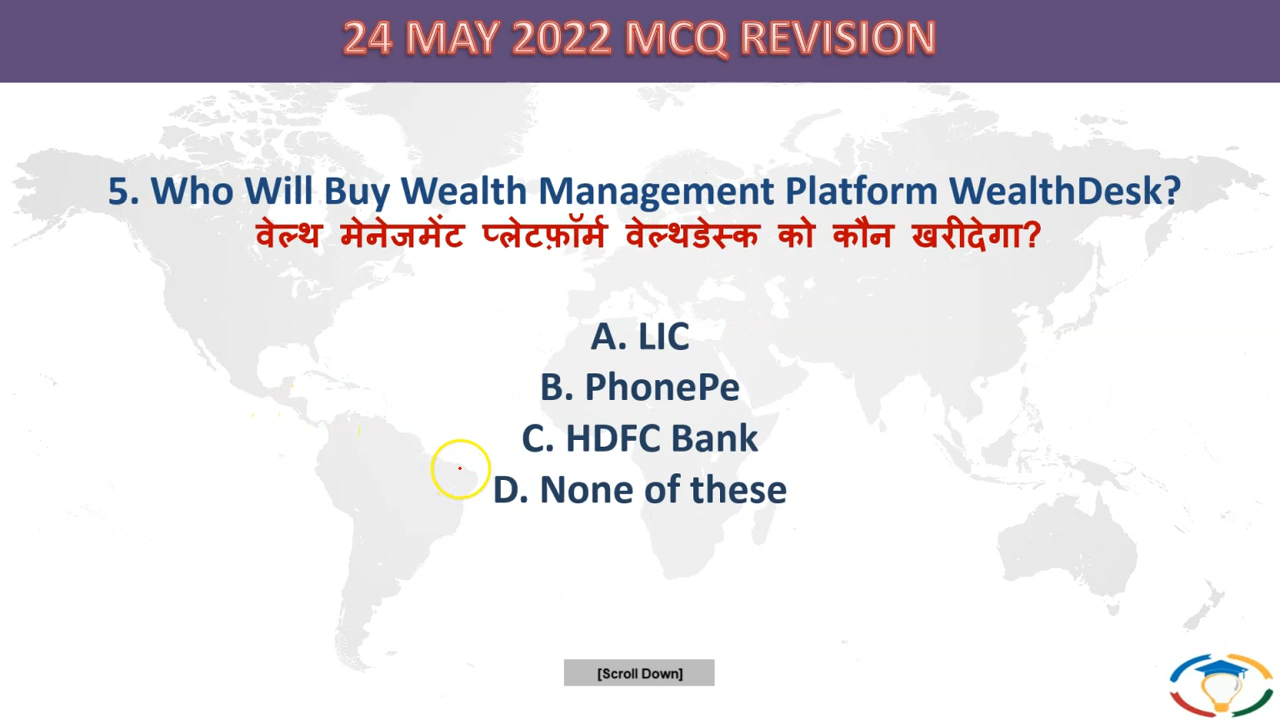 24 MAY 2022 MCQ REVISION
5. Who Will Buy Wealth Management Platform WealthDesk?
वेल्थ मेनेजमेंट प्लेटफ़ॉर्म वेल्थडेस्क को कौन खरीदेगा?
A. LIC
B. PhonePe
C. HDFC Bank
D. None of these
[Scroll Down]